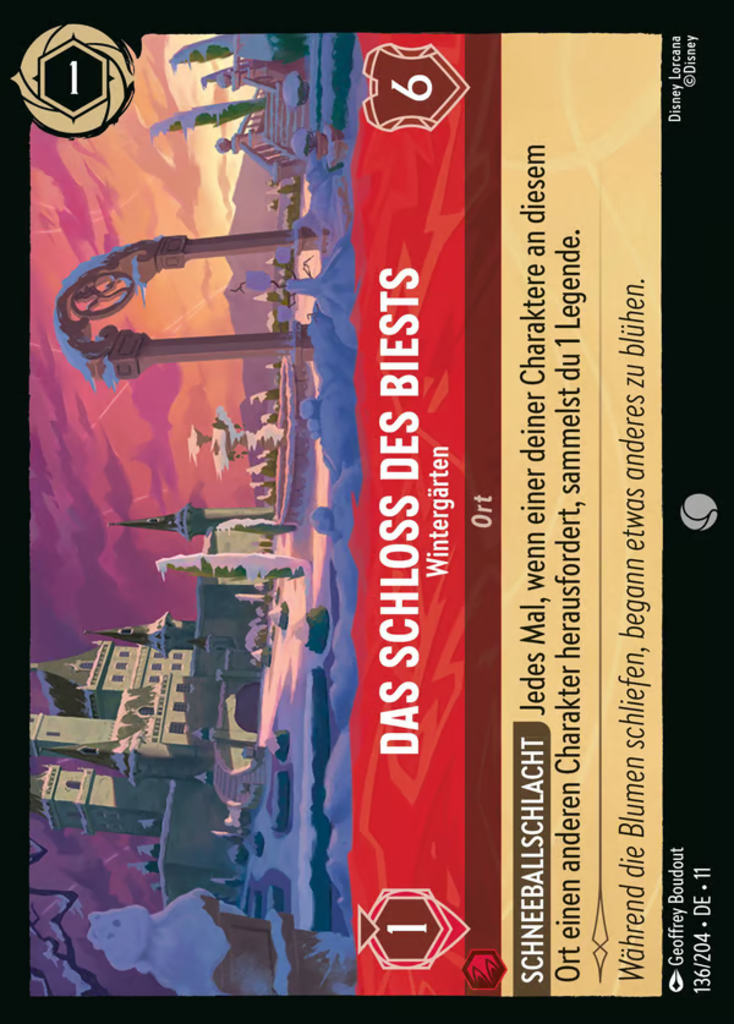 1
DAS SCHLOSS DES BIESTS
Wintergärten
1
6
Ort
SCHNEEBALLSCHLACHT Jedes Mal, wenn einer deiner Charaktere an diesem
Ort einen anderen Charakter herausfordert, sammelst du 1 Legende.
Während die Blumen schliefen, begann etwas anderes zu blühen.
Geoffrey Boudout
136/204 • DE • 11
Disney Lorcana
©Disney